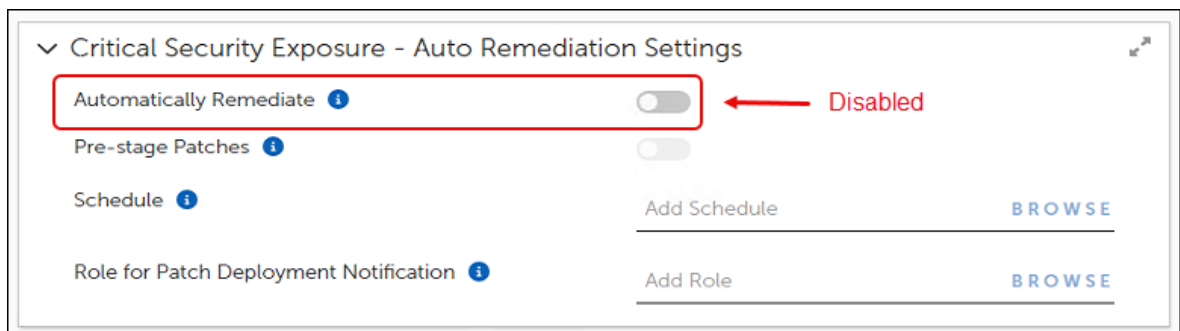 Critical Security Exposure - Auto Remediation Settings
Automatically Remediate
Disabled
Pre-stage Patches
Schedule
Add Schedule BROWSE
Role for Patch Deployment Notification
Add Role BROWSE